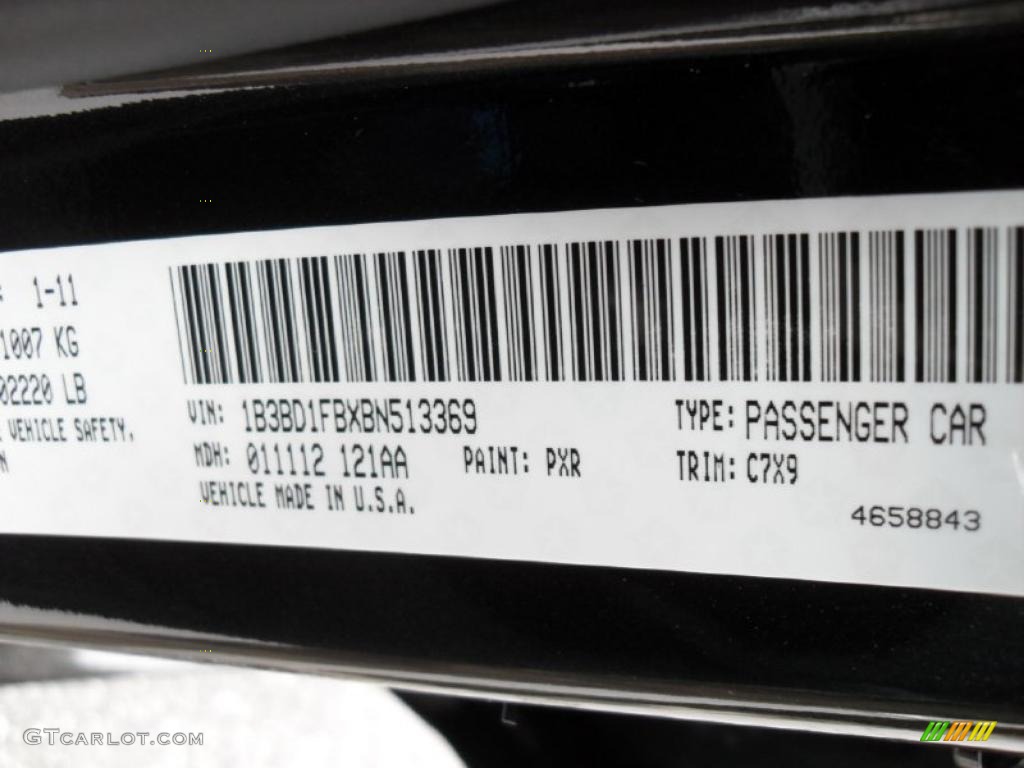 : 1-11
1007 KG
02220 LB
VEHICLE SAFETY,
N
VIN: 1B3BD1FBXBN513369
TYPE: PASSENGER CAR
MDH: 011112 121AA
PAINT: PXR
TRIM: C7X9
VEHICLE MADE IN U.S.A.
4658843
GTCARLOT.COM